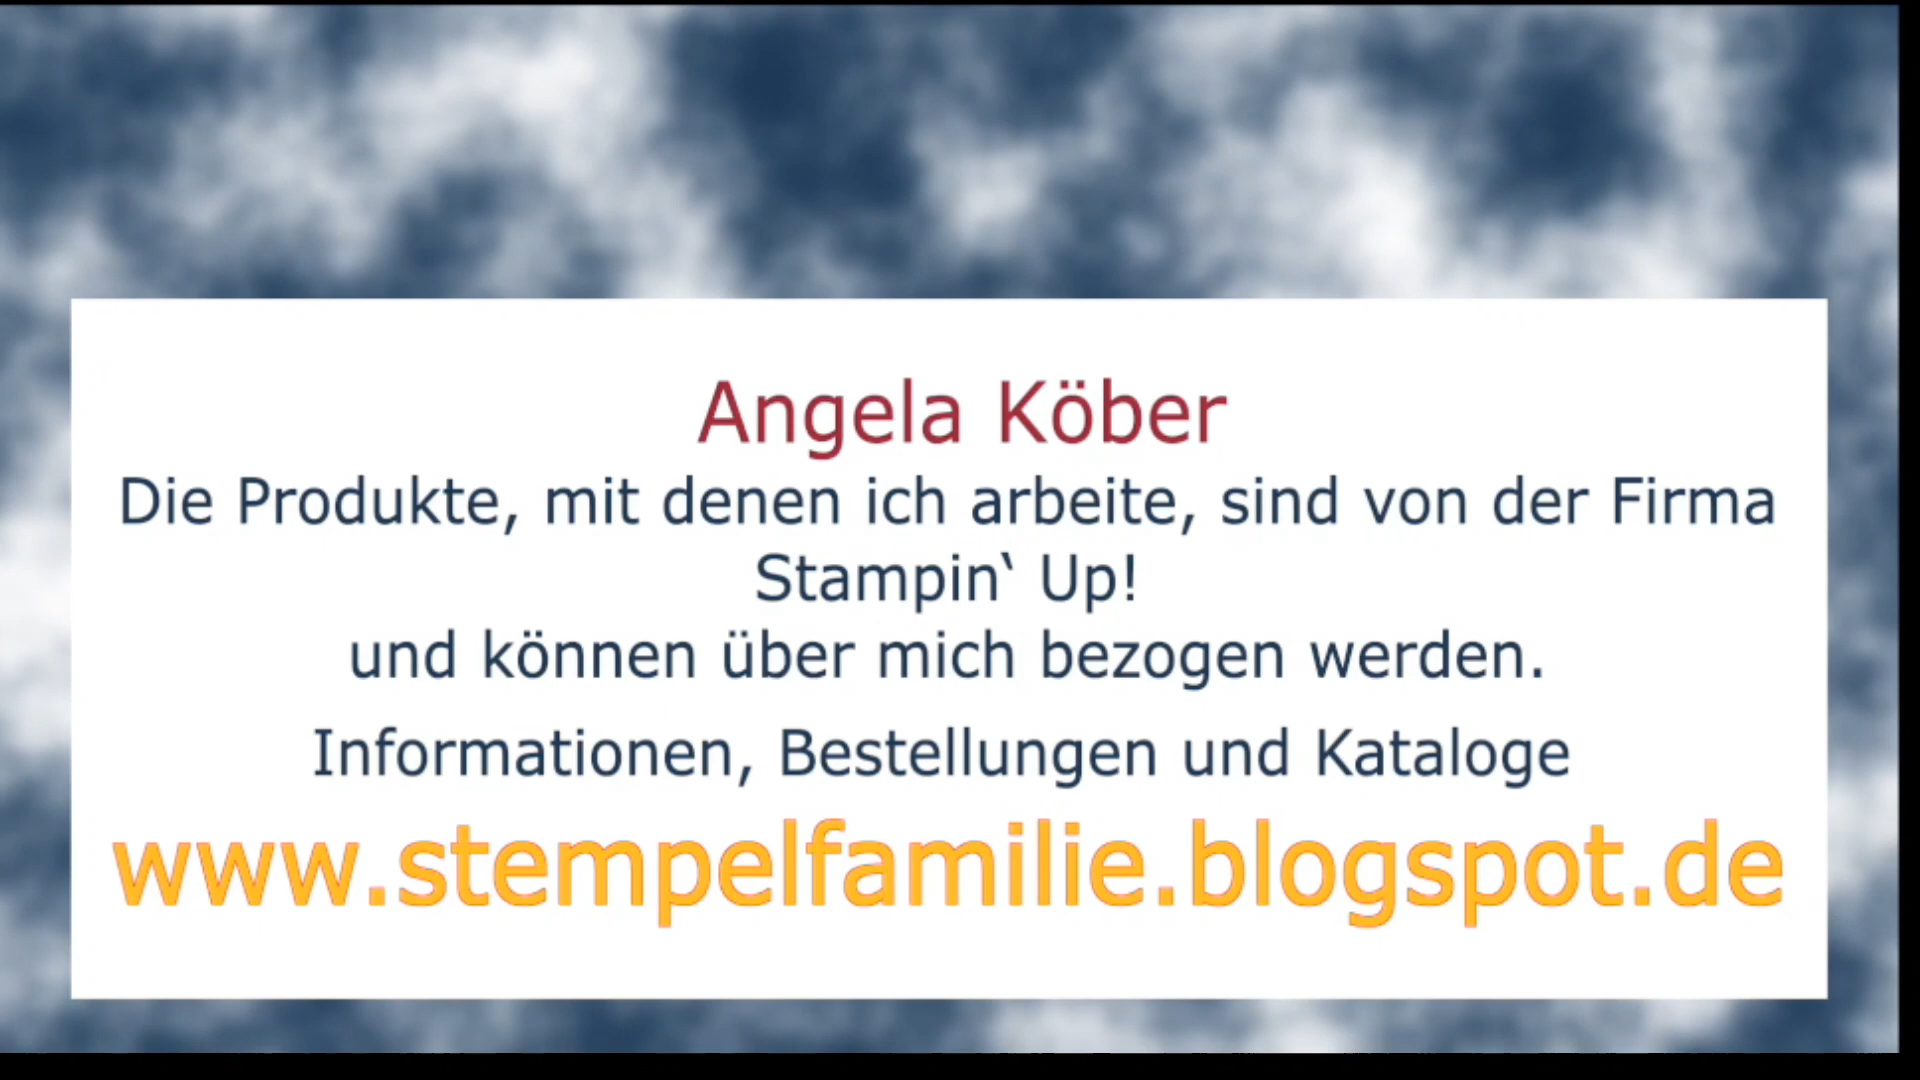 Angela Köber
Die Produkte, mit denen ich arbeite, sind von der Firma
Stampin‘ Up!
und können über mich bezogen werden.
Informationen, Bestellungen und Kataloge
www.stempelfamilie.blogspot.de